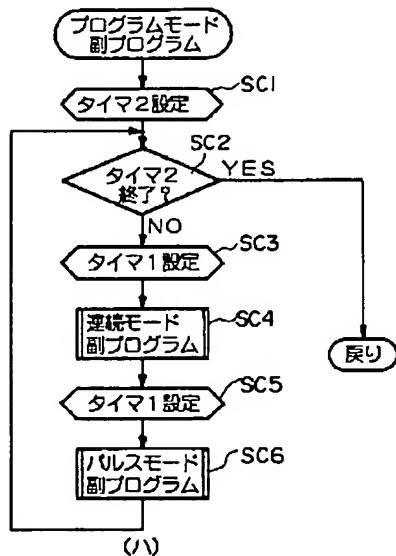 プログラムモード
副プログラム
SC1
タイマ2設定
SC2
タイマ2
終了?
YES
NO
SC3
タイマ1設定
SC4
連続モード
副プログラム
戻り
SC5
タイマ1設定
SC6
パルスモード
副プログラム
(ハ)